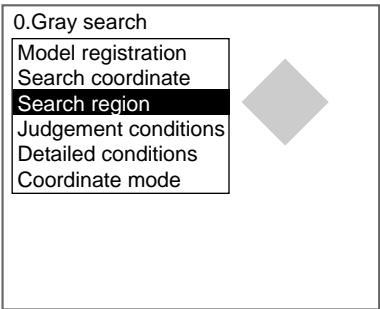 0.Gray search
Model registration
Search coordinate
Search region
Judgement conditions
Detailed conditions
Coordinate mode